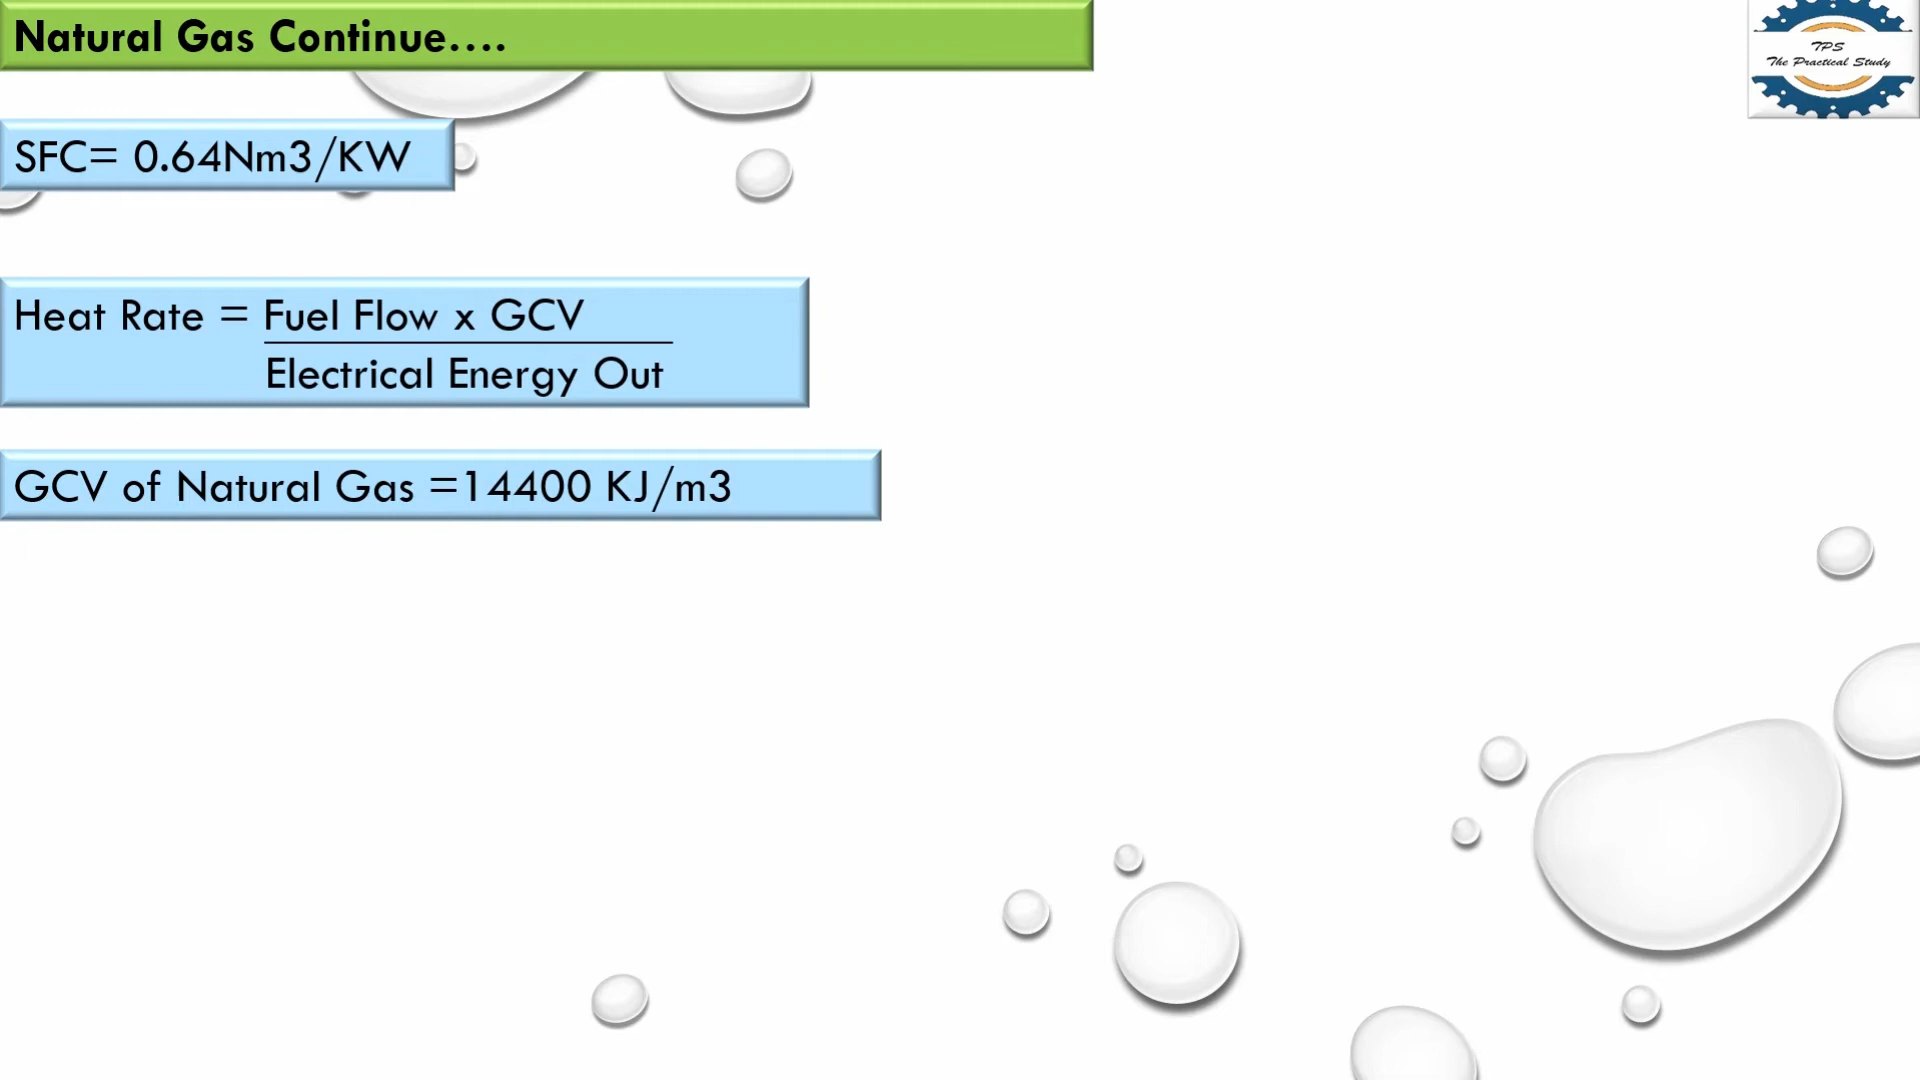 Natural Gas Continue....
TPS
The Practical Study
SFC= 0.64Nm3/KW
Heat Rate = Fuel Flow x GCV
Electrical Energy Out
GCV of Natural Gas =14400 KJ/m3